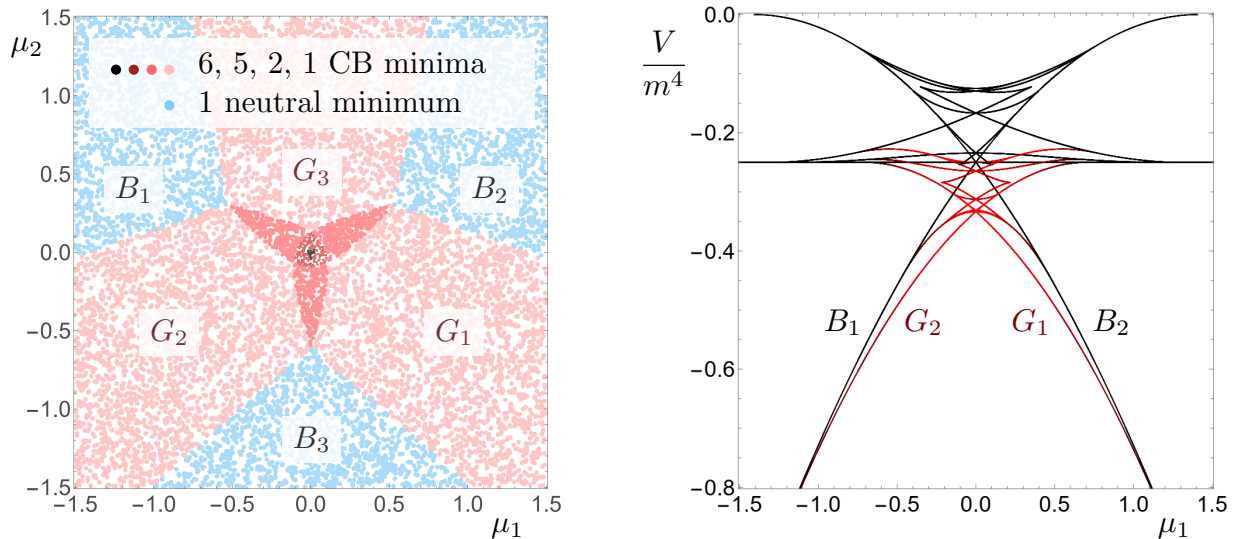 μ₂
1.5
1.0
0.5
0.0
−0.5
−1.0
−1.5
6, 5, 2, 1 CB minima
1 neutral minimum
B₁
G₃
B₂
G₂
G₁
B₃
−1.5 −1.0 −0.5 0.0 0.5 1.0 1.5
μ₁
V
m⁴
0.0
−0.2
−0.4
−0.6
−0.8
B₁ G₂ G₁ B₂
−1.5 −1.0 −0.5 0.0 0.5 1.0 1.5
μ₁